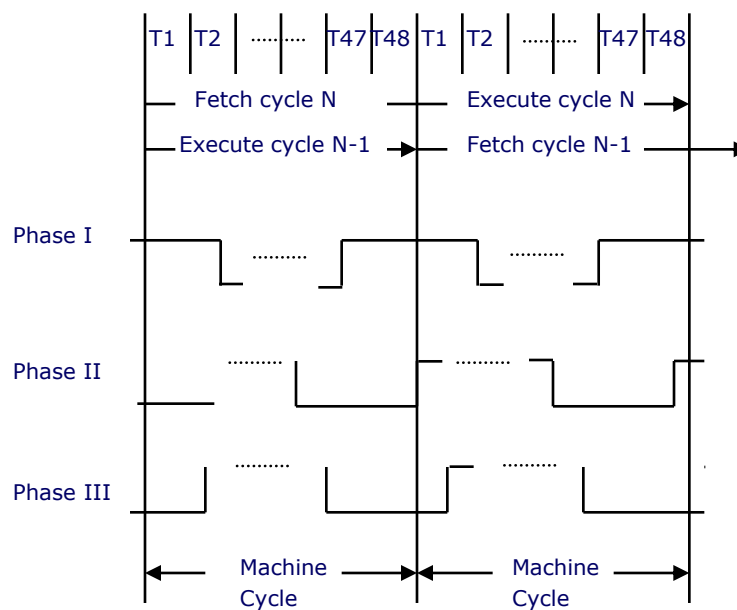 T1 T2 .......... .......... T47 T48 T1 T2 .......... .......... T47 T48
Fetch cycle N Execute cycle N
Execute cycle N-1 Fetch cycle N-1
Phase I
Phase II
Phase III
Machine Cycle
Machine Cycle